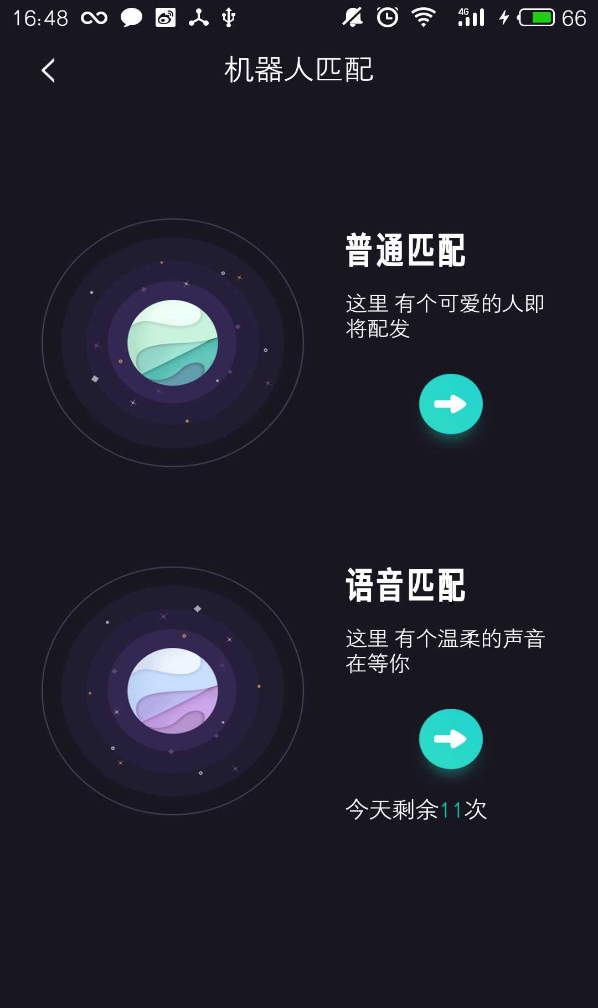 16:48
4G
66
机器人匹配
普通匹配
这里 有个可爱的人即
将配发
语音匹配
这里 有个温柔的声音
在等你
今天剩余11次